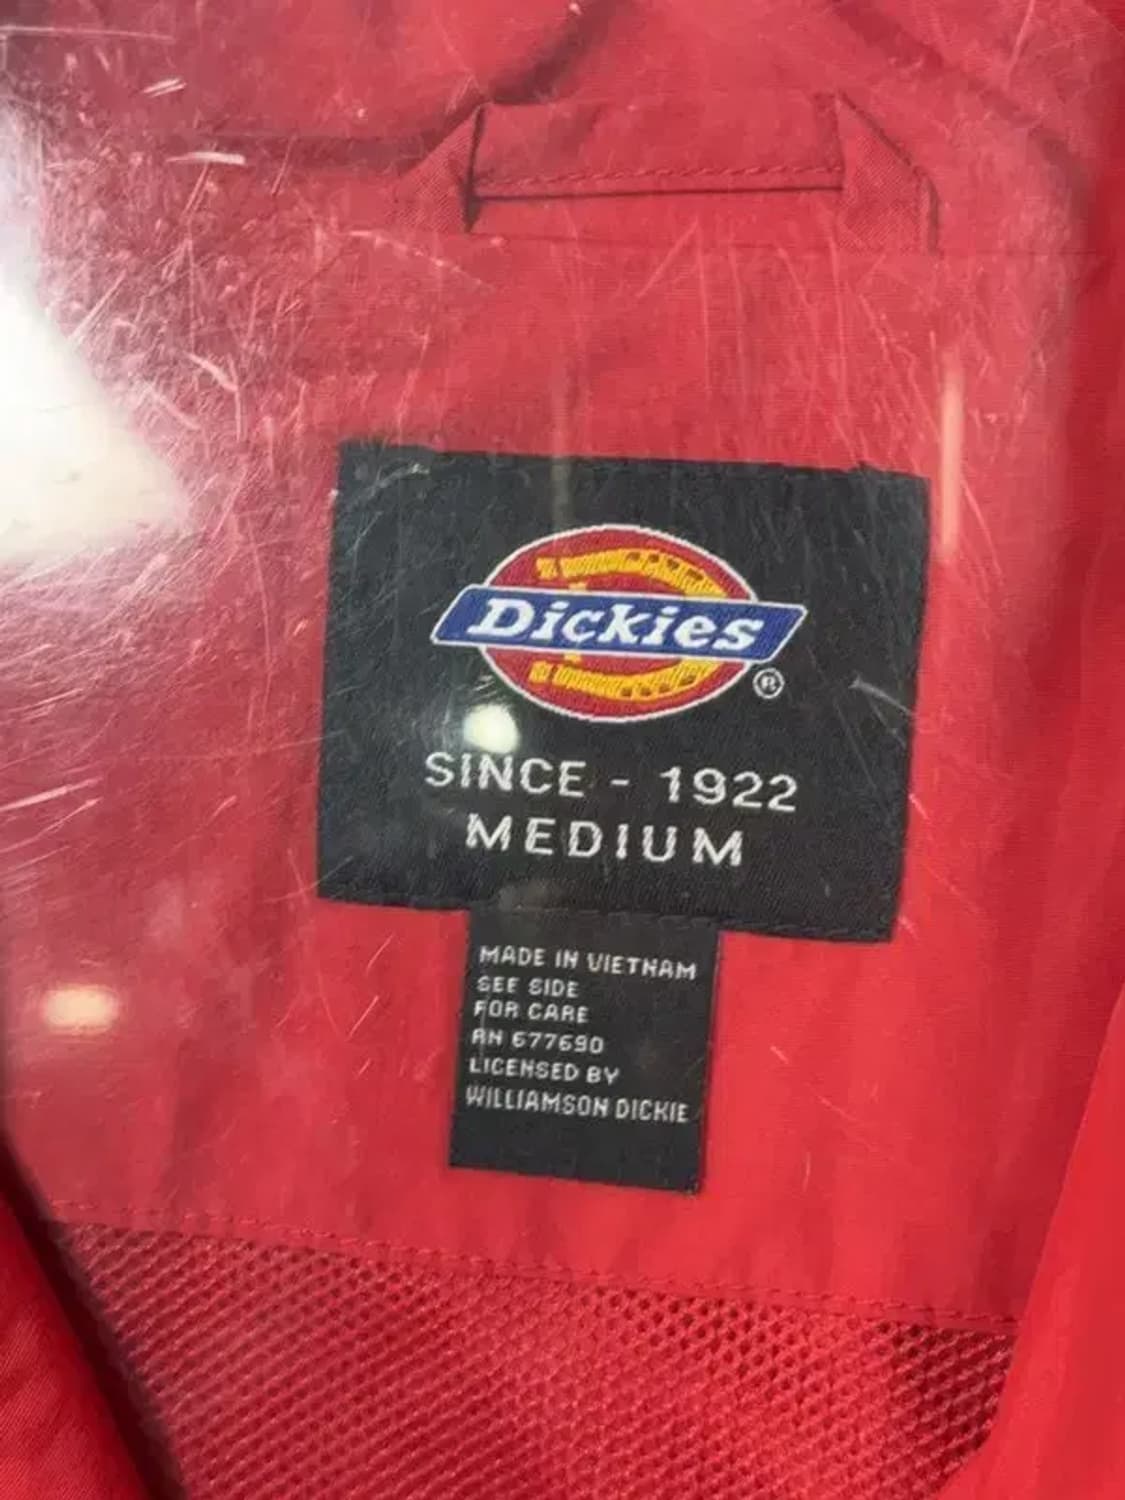 Dickies
®
SINCE - 1922
MEDIUM
MADE IN VIETNAM
SEE SIDE
FOR CARE
RN 677690
LICENSED BY
WILLIAMSON DICKIE